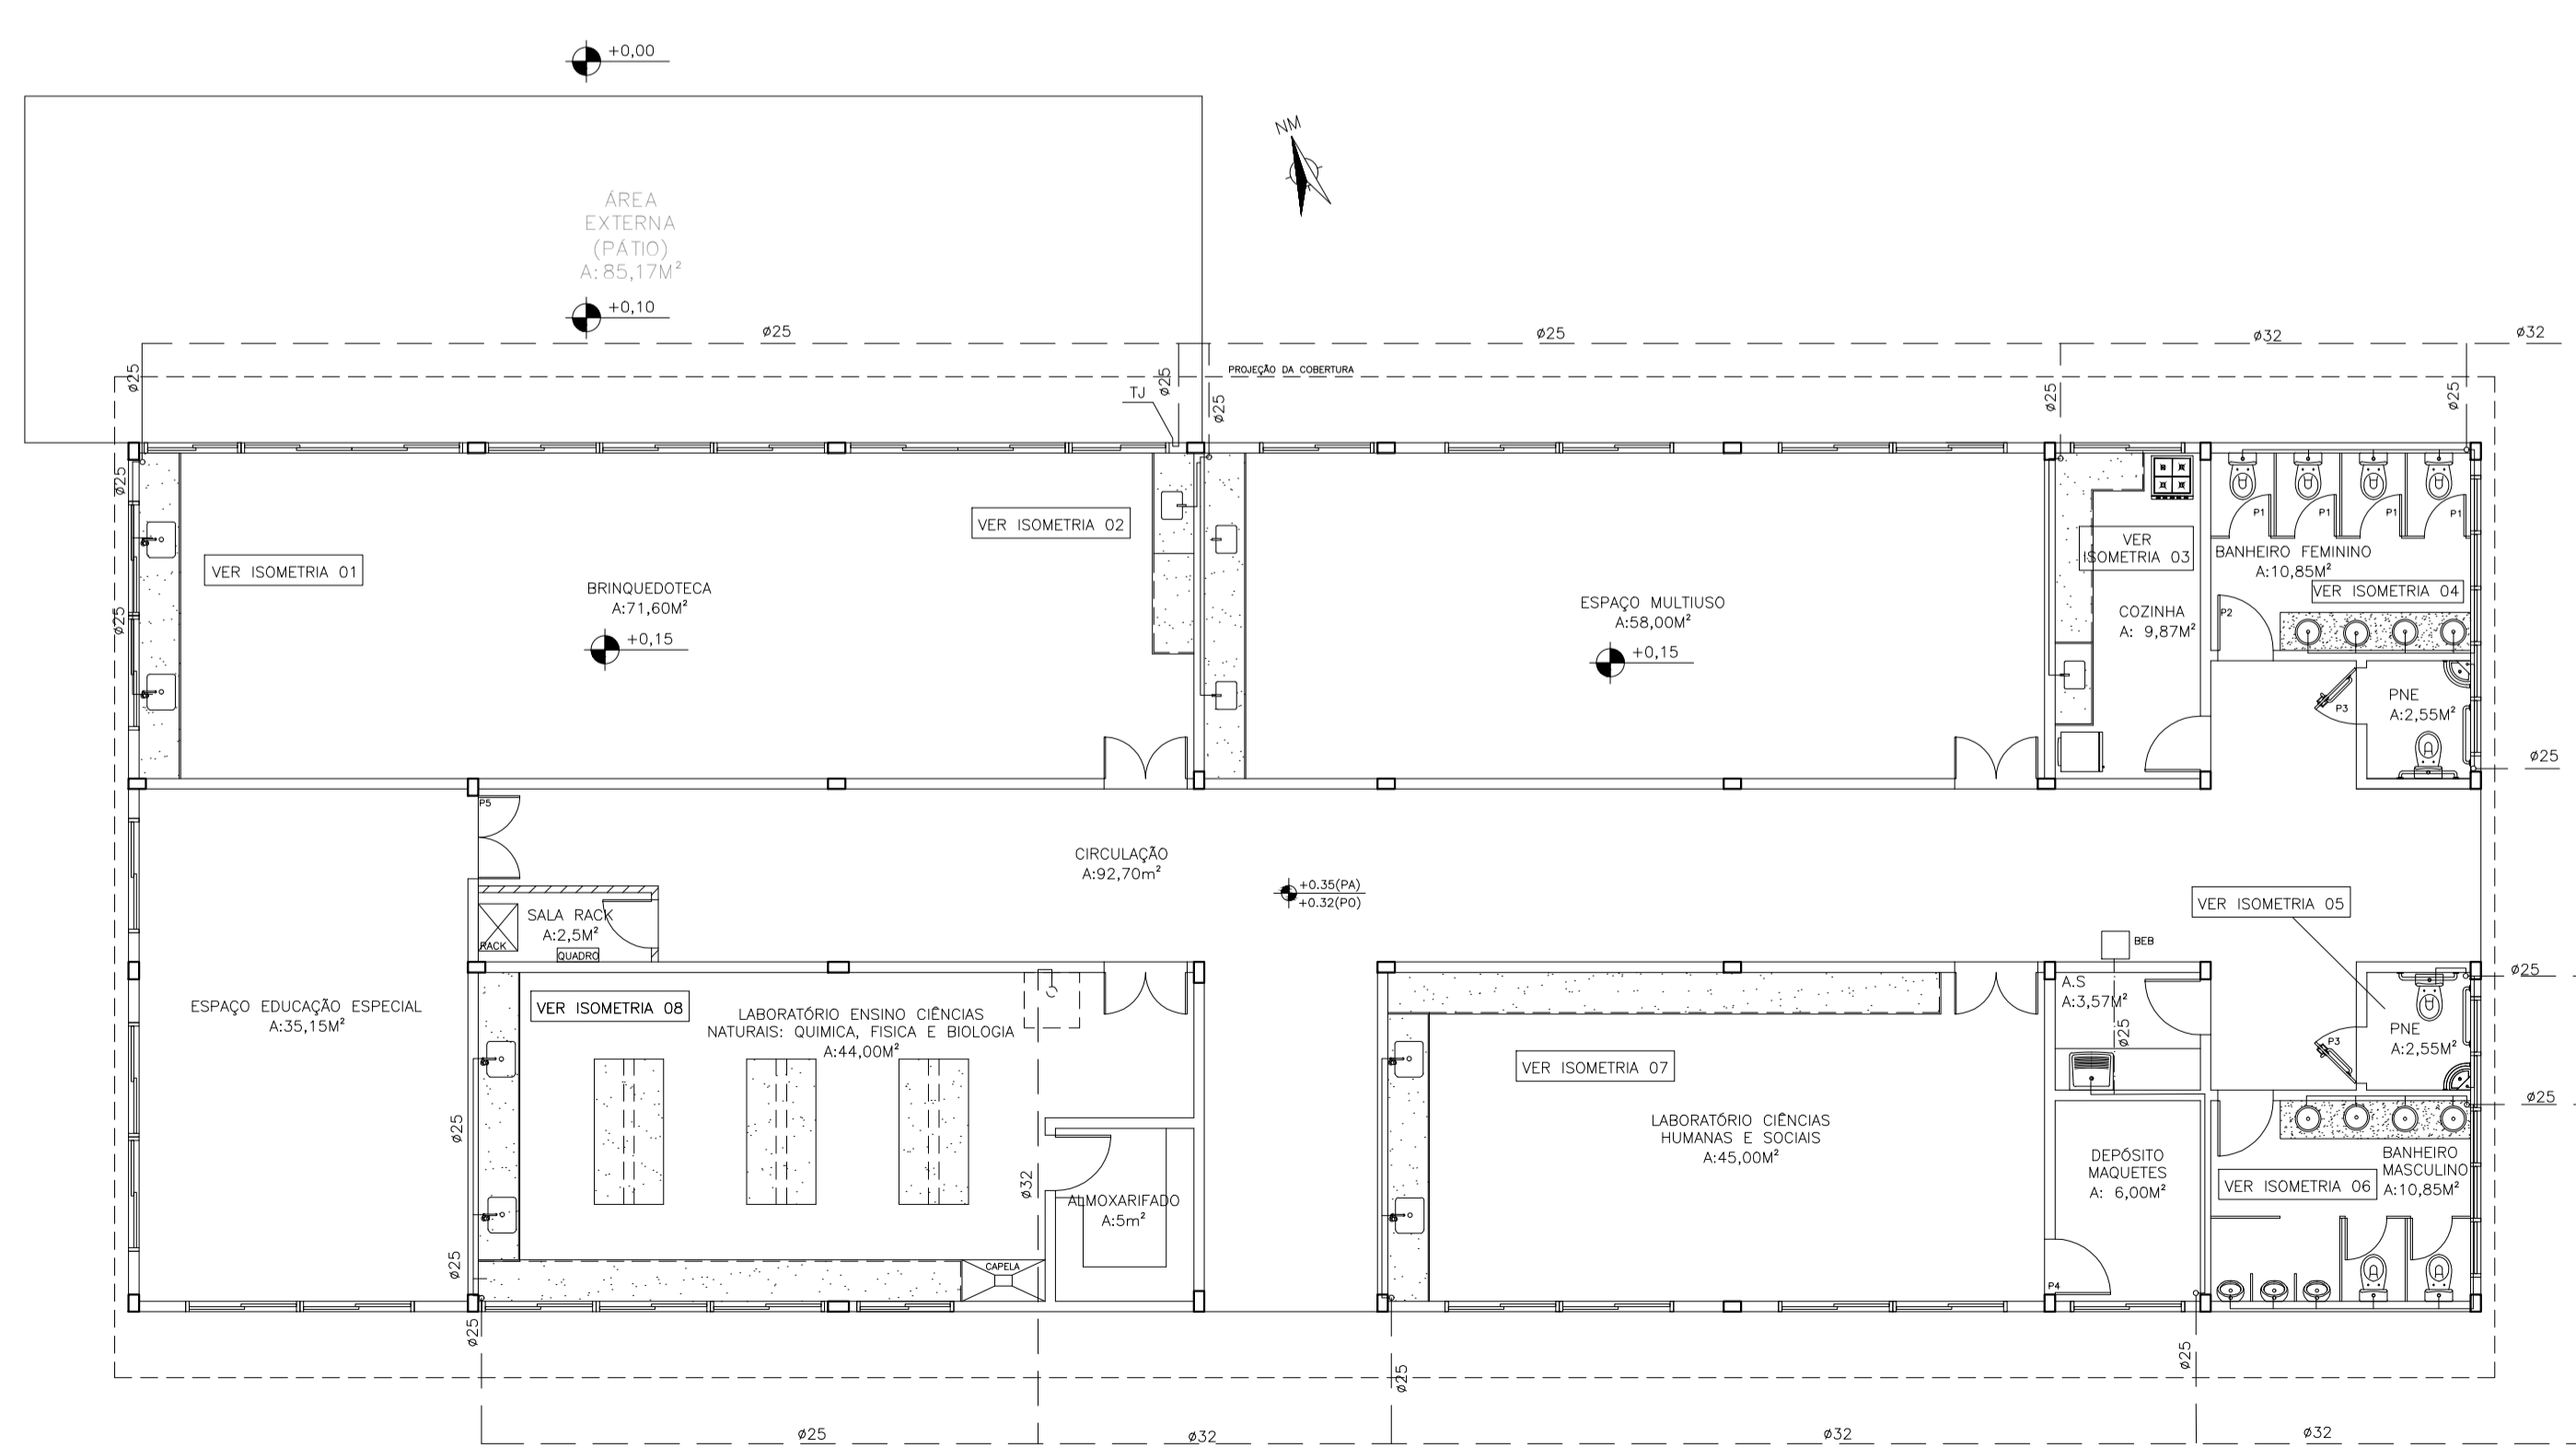 +0,00
NM
ÁREA
EXTERNA
(PÁTIO)
A: 85,17M²
+0,10
ø25
ø25
ø32
ø32
PROJEÇÃO DA COBERTURA
ø25
ø25
ø25
ø25
ø25
TJ
ø25
ø25
VER ISOMETRIA 01
VER ISOMETRIA 02
BRINQUEDOTECA
A:71,60M²
+0,15
ESPAÇO MULTIUSO
A:58,00M²
+0,15
VER
ISOMETRIA 03
COZINHA
A: 9,87M²
P1
P1
P1
P1
BANHEIRO FEMININO
A:10,85M²
VER ISOMETRIA 04
P2
PNE
A:2,55M²
P3
ø25
P5
CIRCULAÇÃO
A:92,70m²
+0.35(PA)
+0.32(PO)
SALA RACK
A:2,5M²
RACK
QUADRO
VER ISOMETRIA 05
BEB
A.S
A:3,57M²
ø25
ø25
PNE
A:2,55M²
P3
ø25
ESPAÇO EDUCAÇÃO ESPECIAL
A:35,15M²
VER ISOMETRIA 08
LABORATÓRIO ENSINO CIÊNCIAS
NATURAIS: QUIMICA, FISICA E BIOLOGIA
A:44,00M²
ø25
ø25
ø32
ALMOXARIFADO
A:5m²
CAPELA
VER ISOMETRIA 07
LABORATÓRIO CIÊNCIAS
HUMANAS E SOCIAIS
A:45,00M²
DEPÓSITO
MAQUETES
A: 6,00M²
P4
BANHEIRO
MASCULINO
A:10,85M²
VER ISOMETRIA 06
ø25
ø25
ø25
ø25
ø32
ø32
ø32